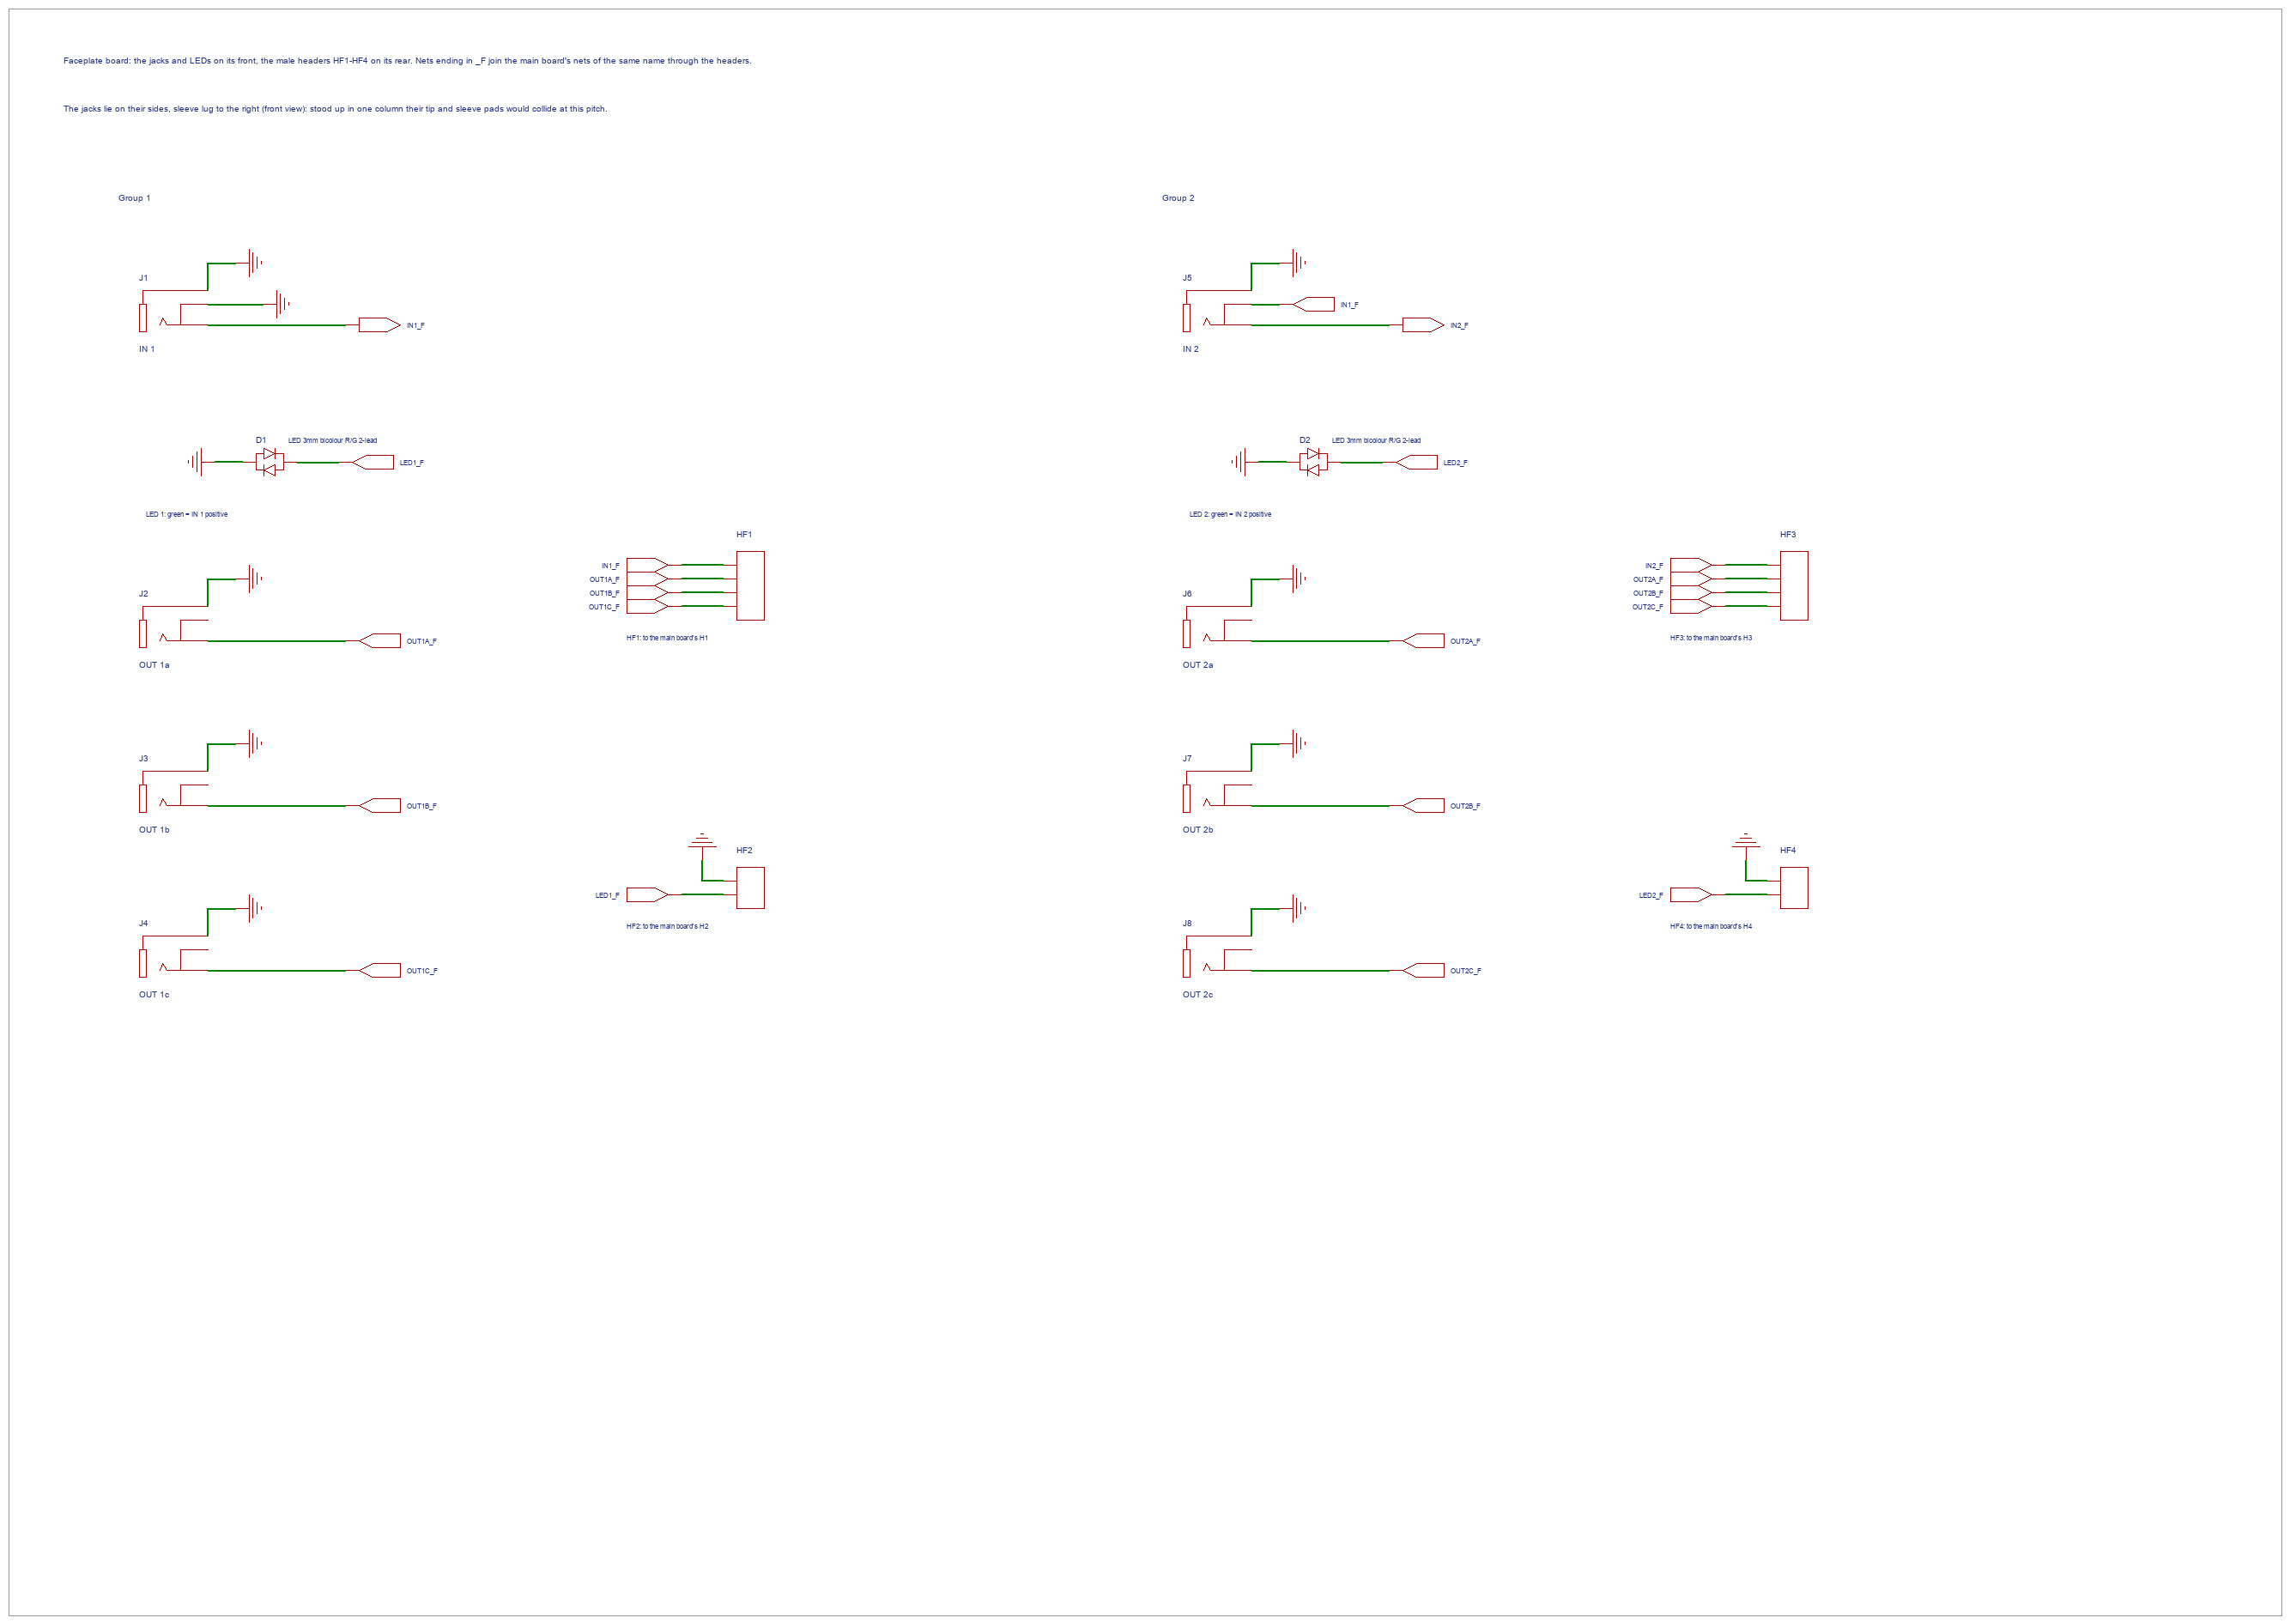 Faceplate board: the jacks and LEDs on its front, the male headers HF1-HF4 on its rear. Nets ending in _F join the main board's nets of the same name through the headers.
The jacks lie on their sides, sleeve lug to the right (front view): stood up in one column their tip and sleeve pads would collide at this pitch.
Group 1
J1
IN1_F
IN 1
D1
LED 3mm bicolour R/G 2-lead
LED1_F
LED 1: green = IN 1 positive
HF1
IN1_F
OUT1A_F
OUT1B_F
OUT1C_F
HF1: to the main board's H1
J2
OUT1A_F
OUT 1a
J3
OUT1B_F
OUT 1b
HF2
LED1_F
HF2: to the main board's H2
J4
OUT1C_F
OUT 1c
Group 2
J5
IN1_F
IN2_F
IN 2
D2
LED 3mm bicolour R/G 2-lead
LED2_F
LED 2: green = IN 2 positive
HF3
IN2_F
OUT2A_F
OUT2B_F
OUT2C_F
HF3: to the main board's H3
J6
OUT2A_F
OUT 2a
J7
OUT2B_F
OUT 2b
HF4
LED2_F
HF4: to the main board's H4
J8
OUT2C_F
OUT 2c